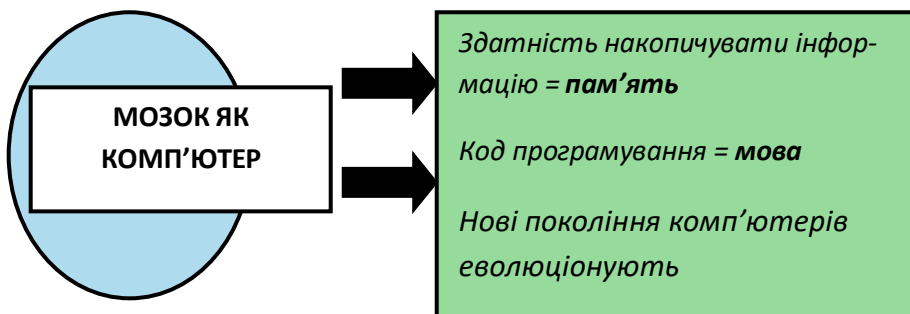 МОЗОК ЯК
КОМП’ЮТЕР
Здатність накопичувати інфор-
мацію = пам’ять
Код програмування = мова
Нові покоління комп’ютерів
еволюціонують